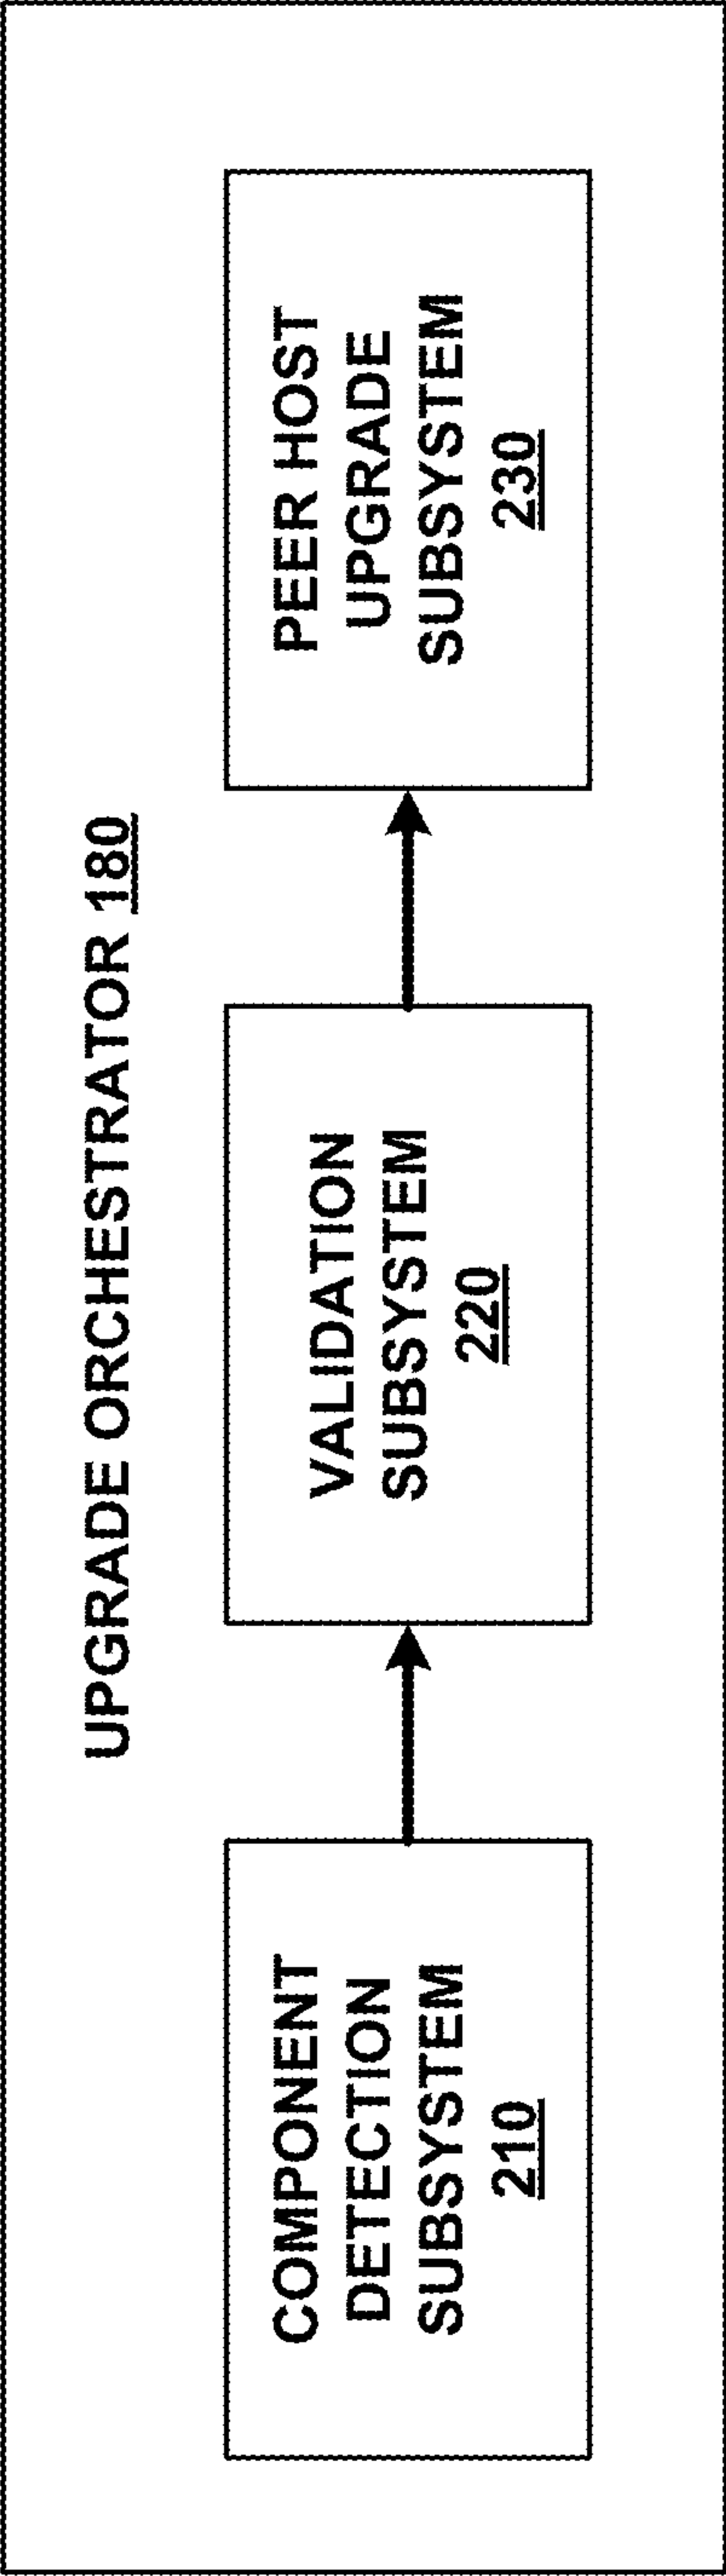 UPGRADE ORCHESTRATOR 180
COMPONENT
DETECTION
SUBSYSTEM
210
VALIDATION
SUBSYSTEM
220
PEER HOST
UPGRADE
SUBSYSTEM
230